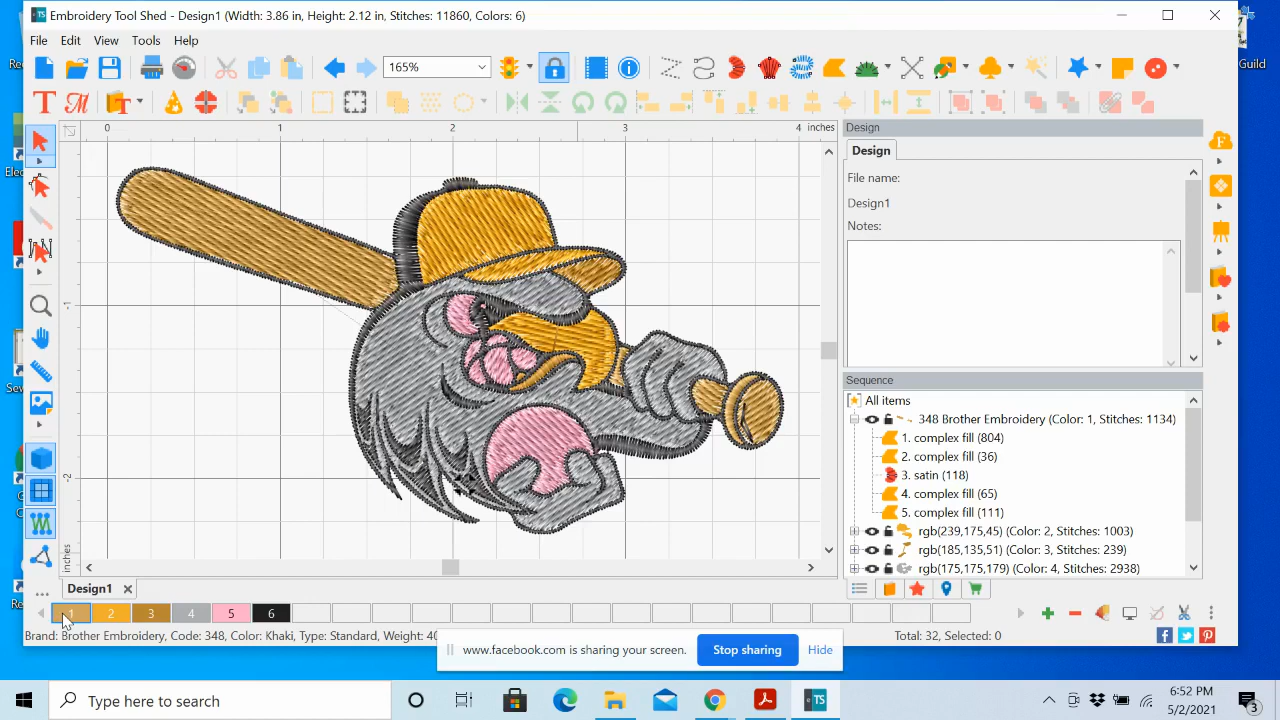 Embroidery Tool Shed - Design1 (Width: 3.86 in, Height: 2.12 in, Stitches: 11860, Colors: 6)
File Edit View Tools Help
165%
Guild
0 1 2 3 4 inches
-1
-2
inches
Design
Design
File name:
Design1
Notes:
Sequence
All items
348 Brother Embroidery (Color: 1, Stitches: 1134)
1. complex fill (804)
2. complex fill (36)
3. satin (118)
4. complex fill (65)
5. complex fill (111)
rgb(239,175,45) (Color: 2, Stitches: 1003)
rgb(185,135,51) (Color: 3, Stitches: 239)
rgb(175,175,179) (Color: 4, Stitches: 2938)
Design1
1 2 3 4 5 6
Brand: Brother Embroidery, Code: 348, Color: Khaki, Type: Standard, Weight: 40
Total: 32, Selected: 0
www.facebook.com is sharing your screen. Stop sharing Hide
Type here to search
6:52 PM
5/2/2021
3